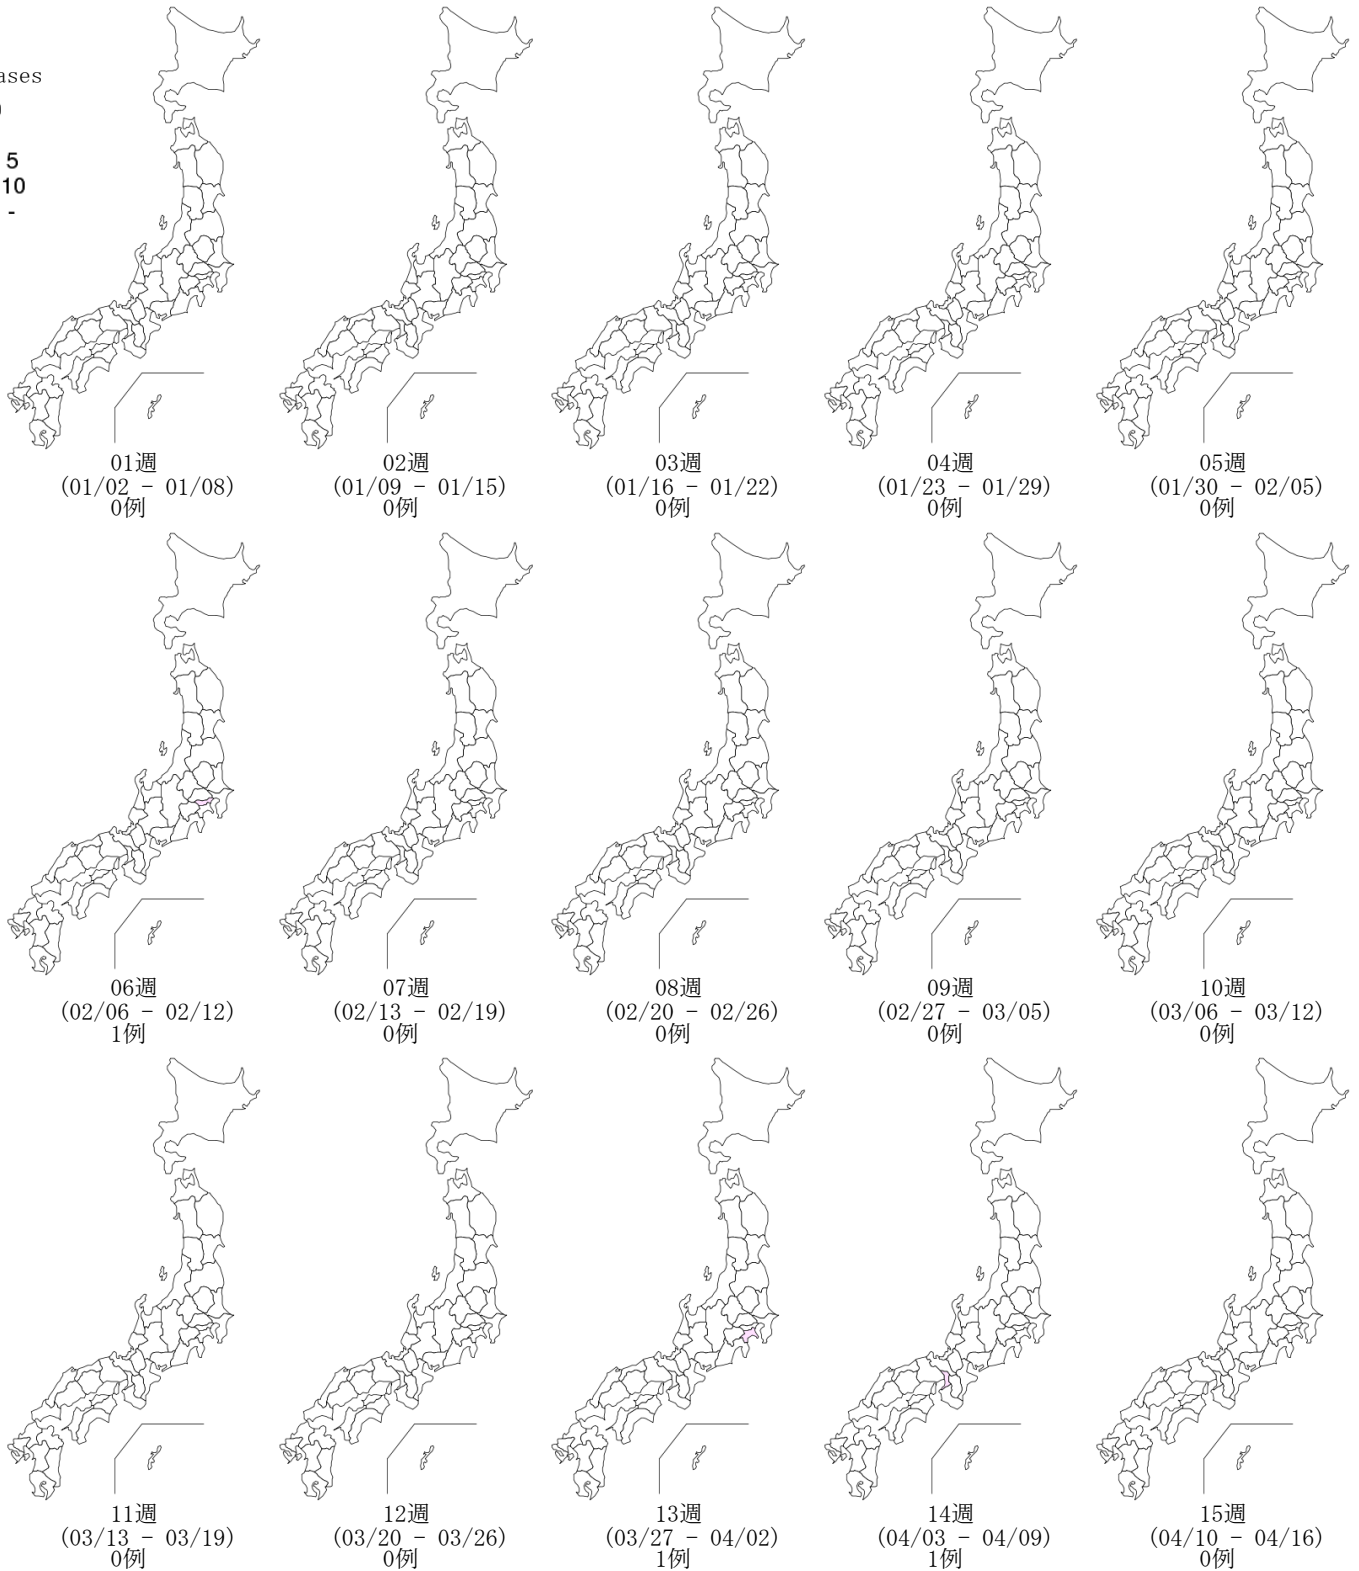 ases
5
10
-
01週
(01/02 - 01/08)
0例
02週
(01/09 - 01/15)
0例
03週
(01/16 - 01/22)
0例
04週
(01/23 - 01/29)
0例
05週
(01/30 - 02/05)
0例
06週
(02/06 - 02/12)
1例
07週
(02/13 - 02/19)
0例
08週
(02/20 - 02/26)
0例
09週
(02/27 - 03/05)
0例
10週
(03/06 - 03/12)
0例
11週
(03/13 - 03/19)
0例
12週
(03/20 - 03/26)
0例
13週
(03/27 - 04/02)
1例
14週
(04/03 - 04/09)
1例
15週
(04/10 - 04/16)
0例